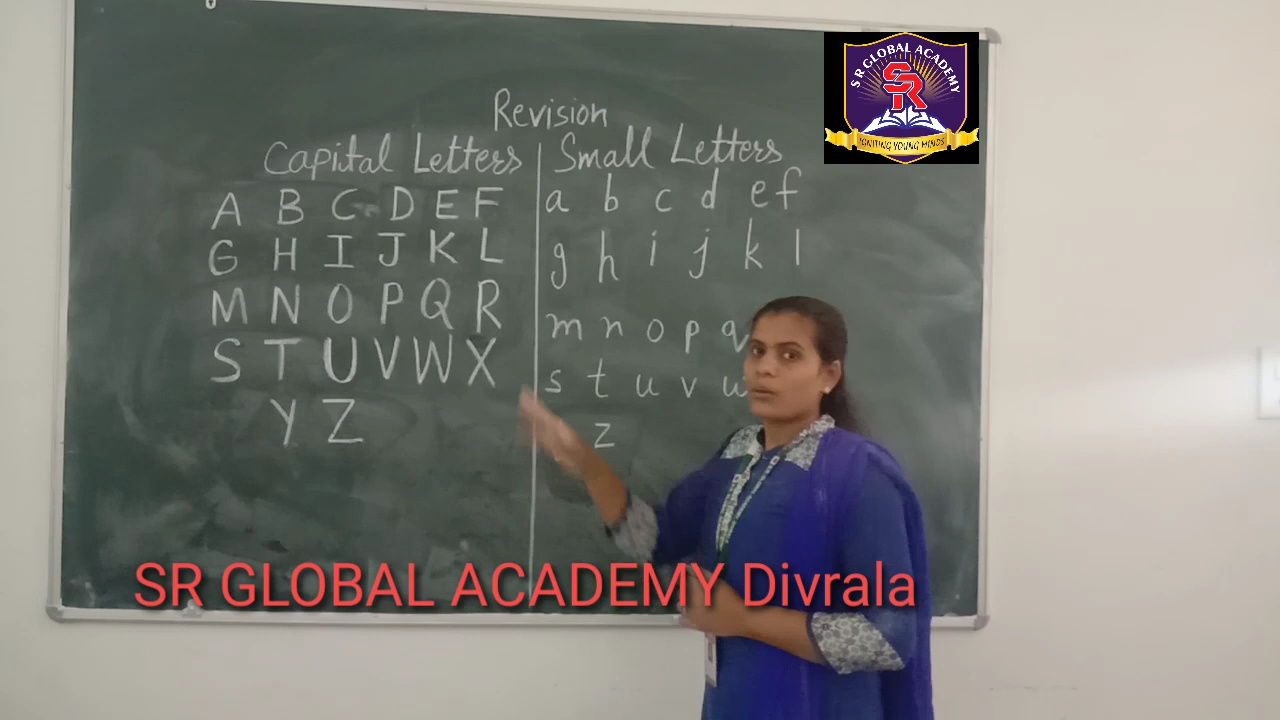 S R GLOBAL ACADEMY
SR
IGNITING YOUNG MINDS
Revision
Capital Letters
A B C D E F
G H I J K L
M N O P Q R
S T U V W X
Y Z
Small Letters
a b c d e f
g h i j k l
m n o p q
s t u v w
z
SR GLOBAL ACADEMY Divrala